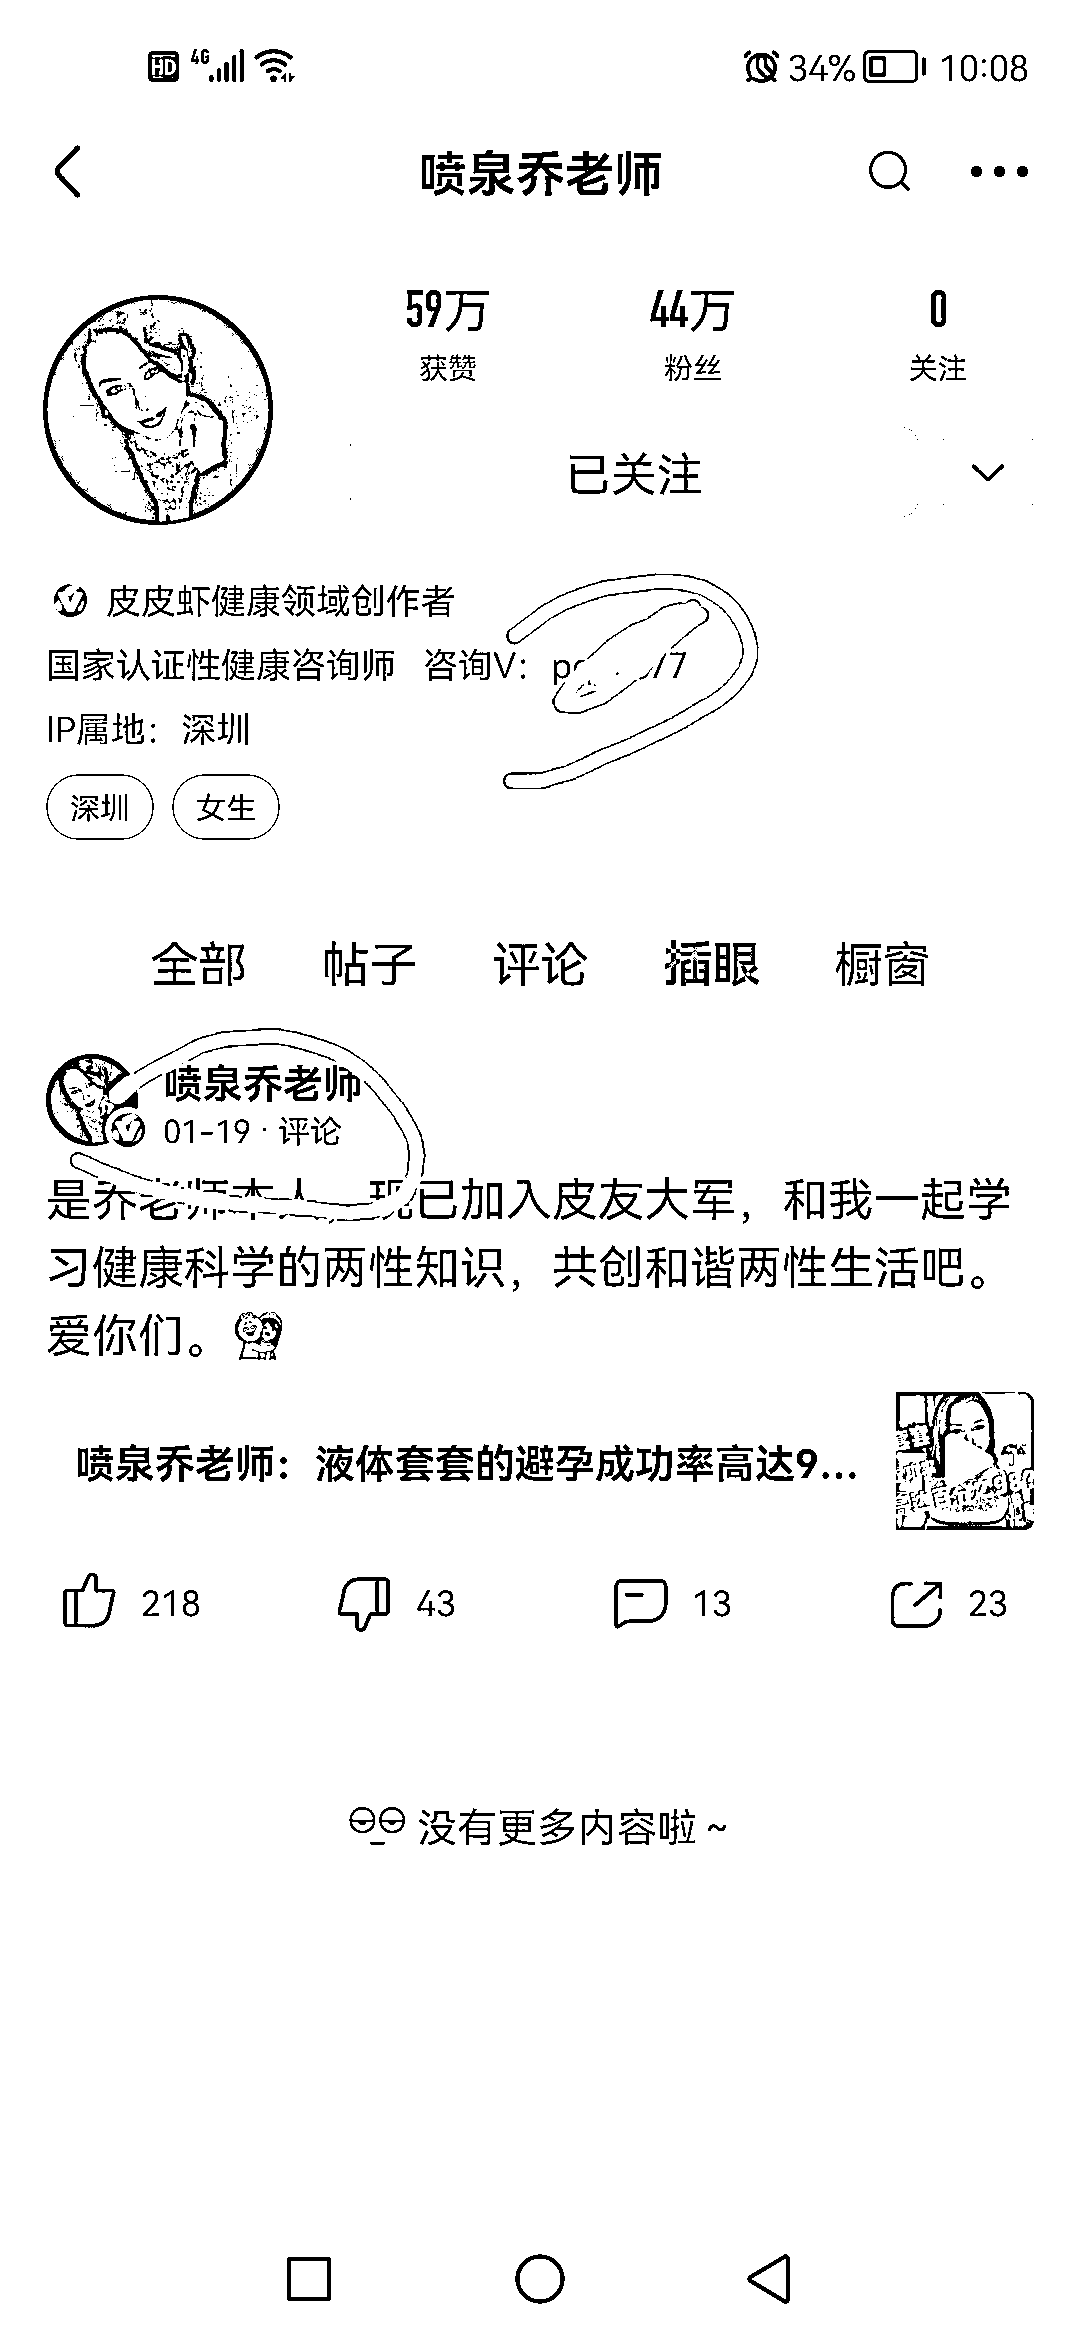 HD 4G 34% 10:08
喷泉乔老师
59万 44万 0
获赞 粉丝 关注
已关注
皮皮虾健康领域创作者
国家认证性健康咨询师 咨询V：
IP属地：深圳
深圳 女生
全部 帖子 评论 插眼 橱窗
喷泉乔老师
01-19 · 评论
是乔老师本人，现已加入皮友大军，和我一起学
习健康科学的两性知识，共创和谐两性生活吧。
爱你们。
喷泉乔老师：液体套套的避孕成功率高达9...
218 43 13 23
没有更多内容啦 ~